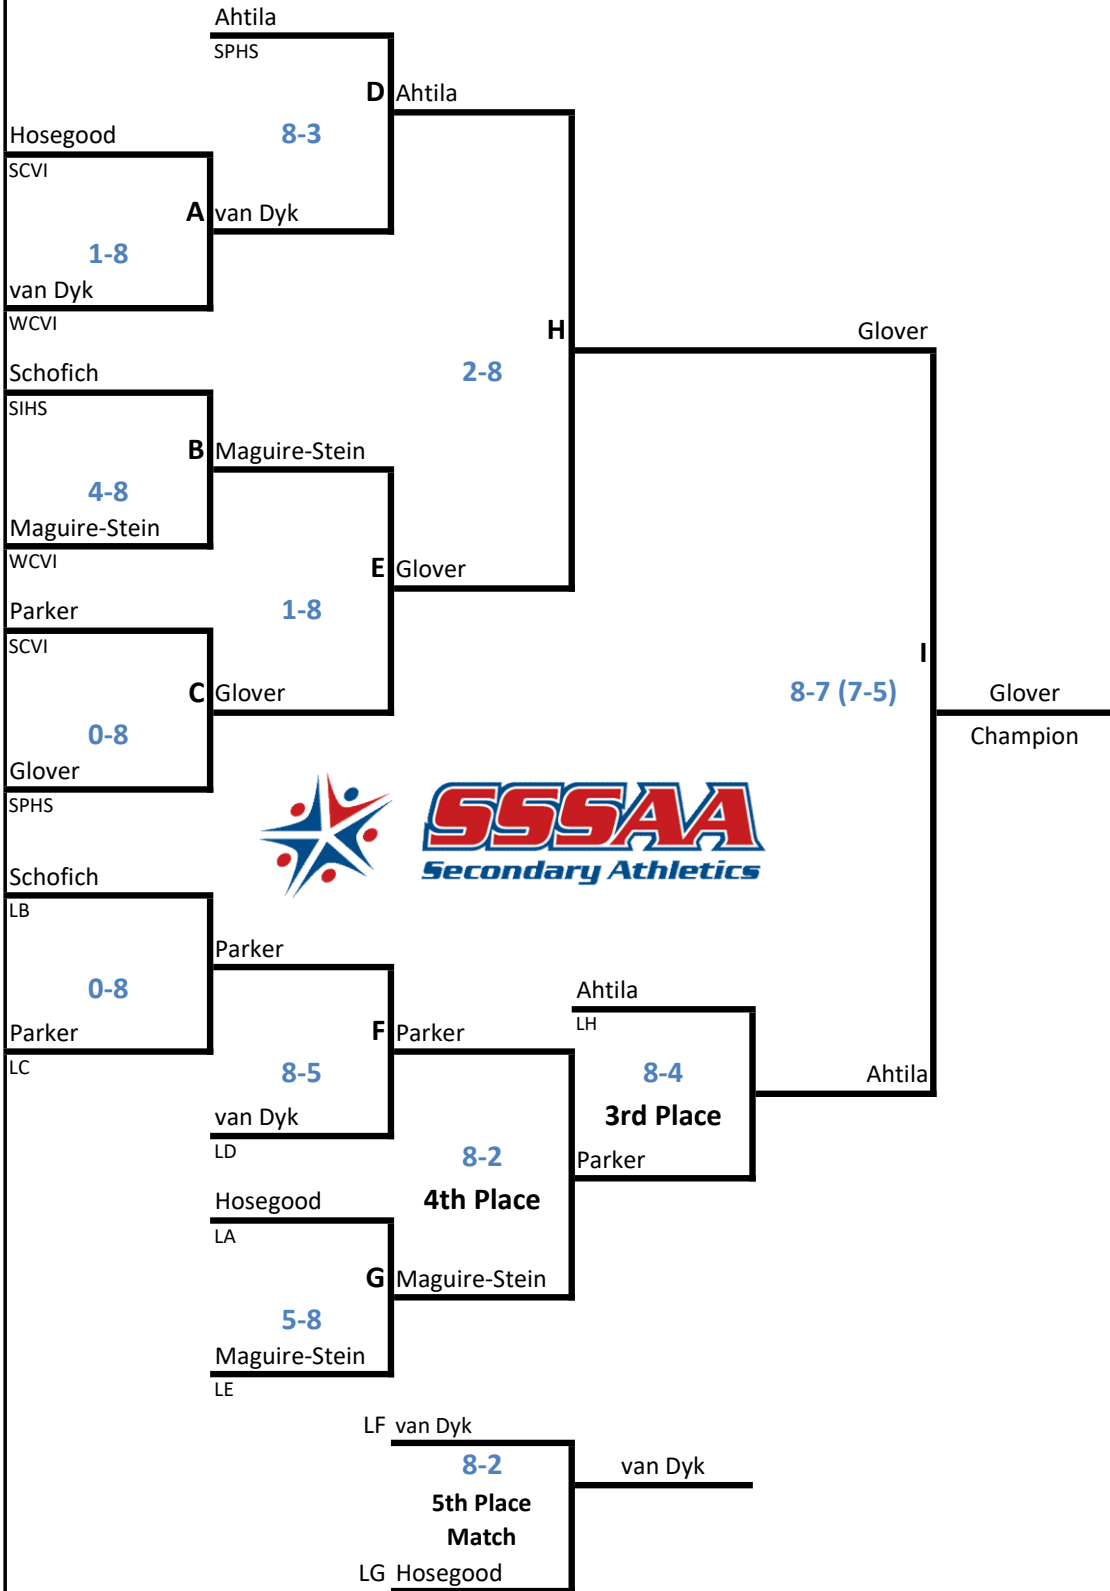 Ahtila
SPHS
D Ahtila
8-3
Hosegood
SCVI
A van Dyk
1-8
van Dyk
WCVI
H
Glover
2-8
Schofich
SIHS
B Maguire-Stein
4-8
Maguire-Stein
WCVI
E Glover
1-8
Parker
SCVI
I
C Glover
8-7 (7-5)
Glover
Champion
0-8
Glover
SPHS
SSSAA
Secondary Athletics
Schofich
LB
Parker
0-8
Ahtila
LH
Parker
LC
F Parker
8-5
8-4
Ahtila
3rd Place
van Dyk
LD
8-2
Parker
4th Place
Hosegood
LA
G Maguire-Stein
5-8
Maguire-Stein
LE
LF van Dyk
8-2
van Dyk
5th Place
Match
LG Hosegood